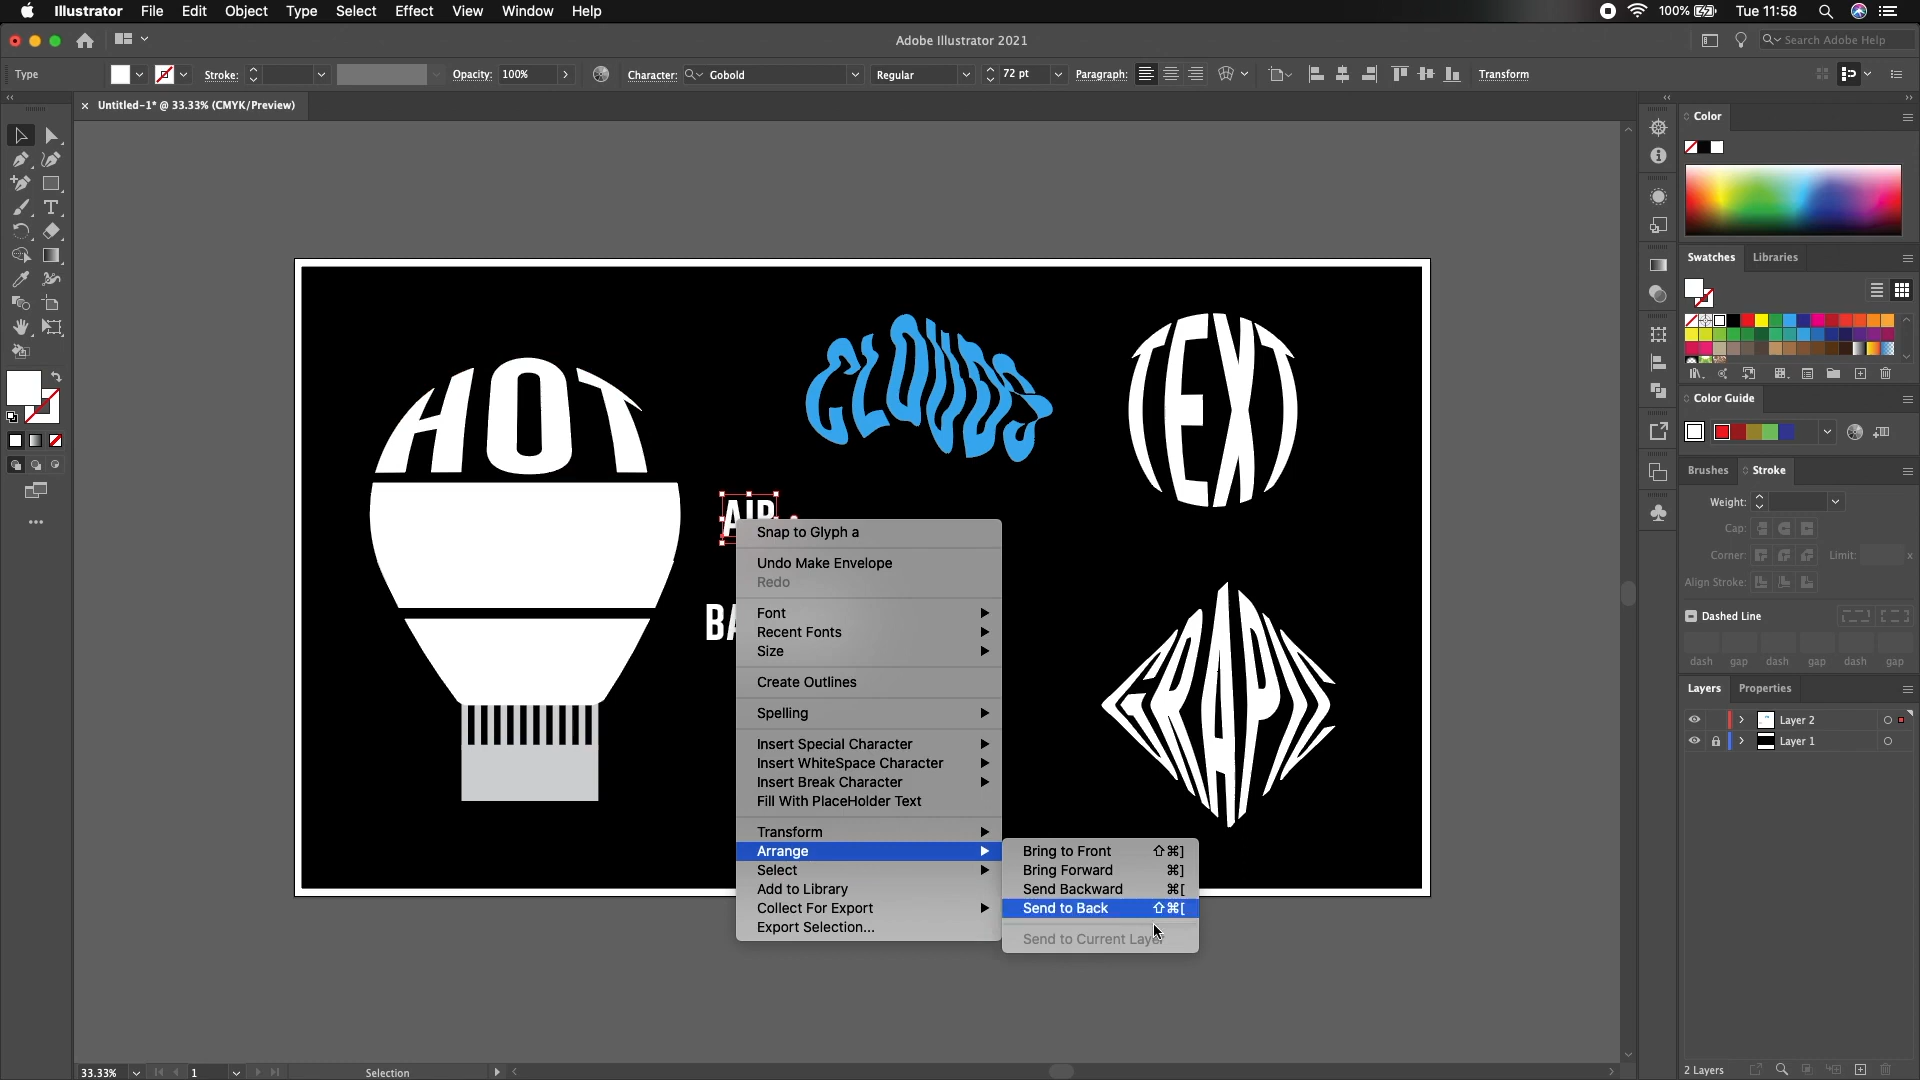 Illustrator File Edit Object Type Select Effect View Window Help
100% Tue 11:58
Adobe Illustrator 2021
Search Adobe Help
Type Stroke: Opacity: 100% Character: Gobold Regular 72 pt Paragraph: Transform
× Untitled-1* @ 33.33% (CMYK/Preview)
HOT
CLOUDS
TEXT
AIR
BA
Snap to Glyph a
Undo Make Envelope
Redo
Font
Recent Fonts
Size
Create Outlines
Spelling
Insert Special Character
Insert WhiteSpace Character
Insert Break Character
Fill With PlaceHolder Text
Transform
Arrange
Select
Add to Library
Collect For Export
Export Selection...
Bring to Front ⇧⌘]
Bring Forward ⌘]
Send Backward ⌘[
Send to Back ⇧⌘[
Send to Current Layer
Color
Swatches Libraries
Color Guide
Brushes Stroke
Weight:
Cap:
Corner: Limit: x
Align Stroke:
Dashed Line
dash gap dash gap dash gap
Layers Properties
Layer 2
Layer 1
2 Layers
33.33% 1 Selection